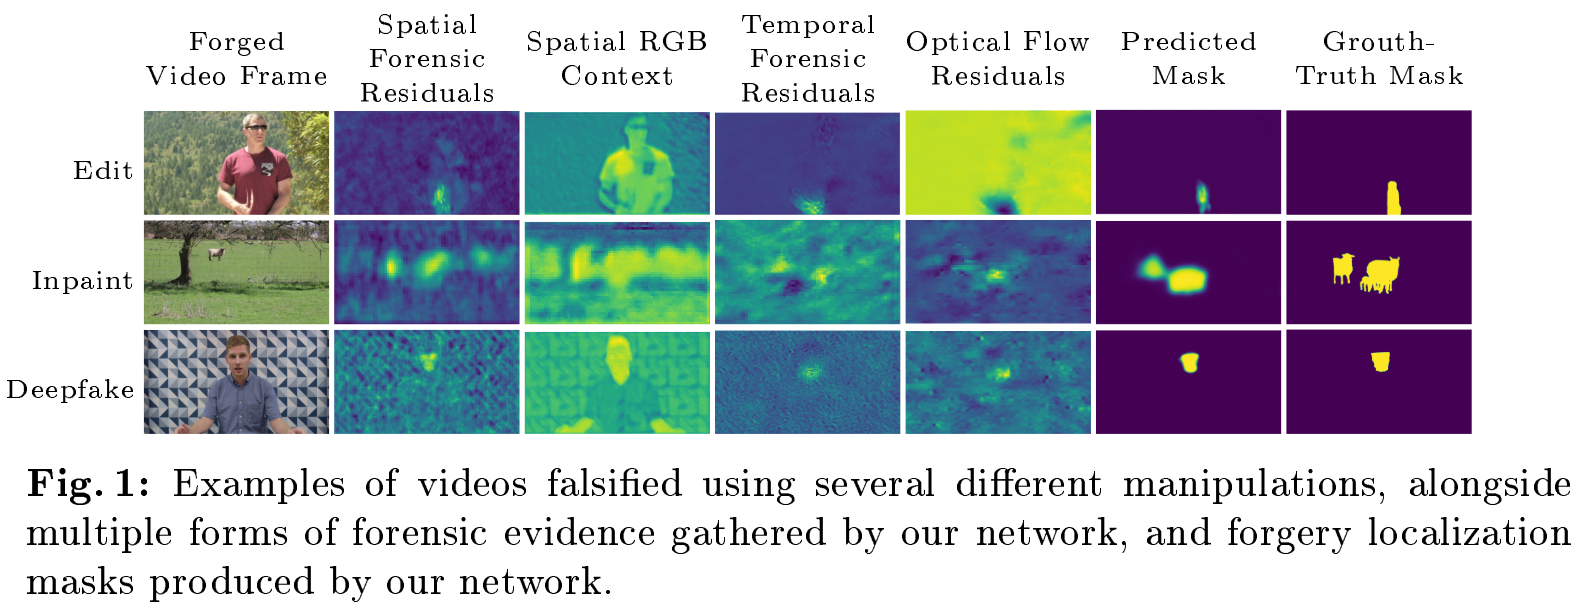 Forged
Video Frame
Spatial
Forensic
Residuals
Spatial RGB
Context
Temporal
Forensic
Residuals
Optical Flow
Residuals
Predicted
Mask
Grouth-
Truth Mask
Edit
Inpaint
Deepfake
Fig. 1: Examples of videos falsified using several different manipulations, alongside
multiple forms of forensic evidence gathered by our network, and forgery localization
masks produced by our network.